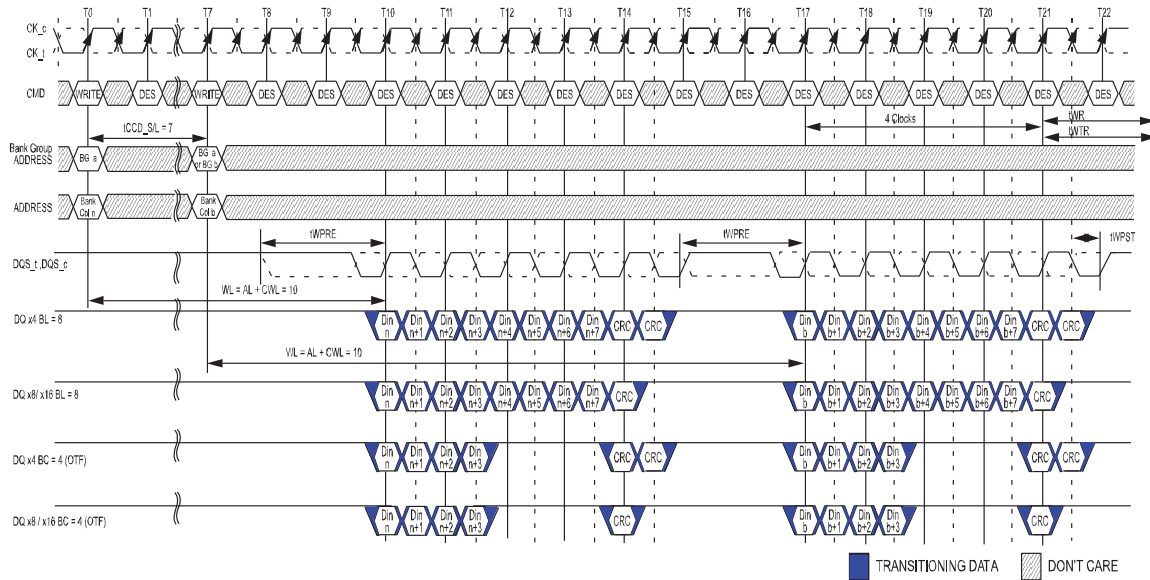 T0 T1 T7 T8 T9 T10 T11 T12 T13 T14 T15 T16 T17 T18 T19 T20 T21 T22
CK_c
CK_t
CMD WRITE DES WRITE DES DES DES DES DES DES DES DES DES DES DES DES DES DES DES
tCCD_S/L = 7
4 Clocks
tWR
tWTR
Bank Group
ADDRESS
BG a
BG a
or BG b
ADDRESS
Bank
Col n
Bank
Col b
tWPRE
tWPRE
tWPST
DQS_t ,DQS_c
WL = AL + CWL = 10
DQ x4 BL = 8
Din n Din n+1 Din n+2 Din n+3 Din n+4 Din n+5 Din n+6 Din n+7 CRC CRC Din b Din b+1 Din b+2 Din b+3 Din b+4 Din b+5 Din b+6 Din b+7 CRC CRC
WL = AL + CWL = 10
DQ x8/ x16 BL = 8
Din n Din n+1 Din n+2 Din n+3 Din n+4 Din n+5 Din n+6 Din n+7 CRC Din b Din b+1 Din b+2 Din b+3 Din b+4 Din b+5 Din b+6 Din b+7 CRC
DQ x4 BC = 4 (OTF)
Din n Din n+1 Din n+2 Din n+3 CRC CRC Din b Din b+1 Din b+2 Din b+3 CRC CRC
DQ x8 / x16 BC = 4 (OTF)
Din n Din n+1 Din n+2 Din n+3 CRC Din b Din b+1 Din b+2 Din b+3 CRC
TRANSITIONING DATA
DON'T CARE